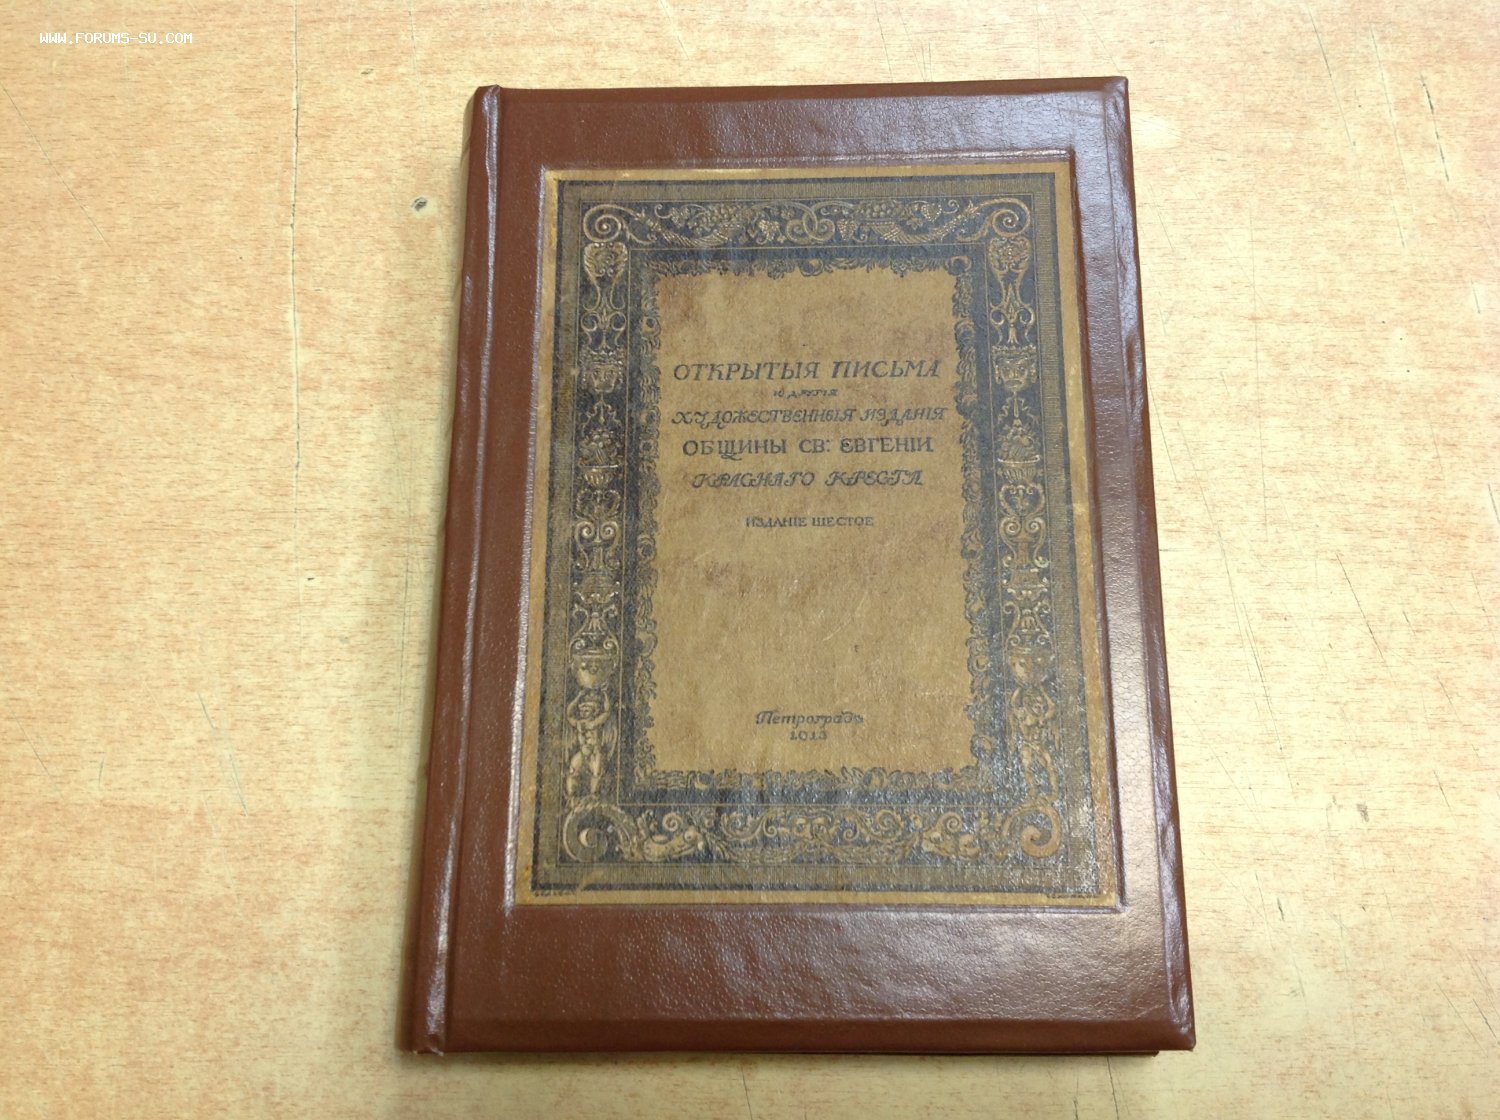 WWW.FORUMS-SU.COM
ОТКРЫТЫЯ ПИСЬМА
и другія
ХУДОЖЕСТВЕННЫЯ ИЗДАНІЯ
ОБЩИНЫ СВ: ЕВГЕНІИ
КРАСНАГО КРЕСТА
ИЗДАНІЕ ШЕСТОЕ
Петроградъ